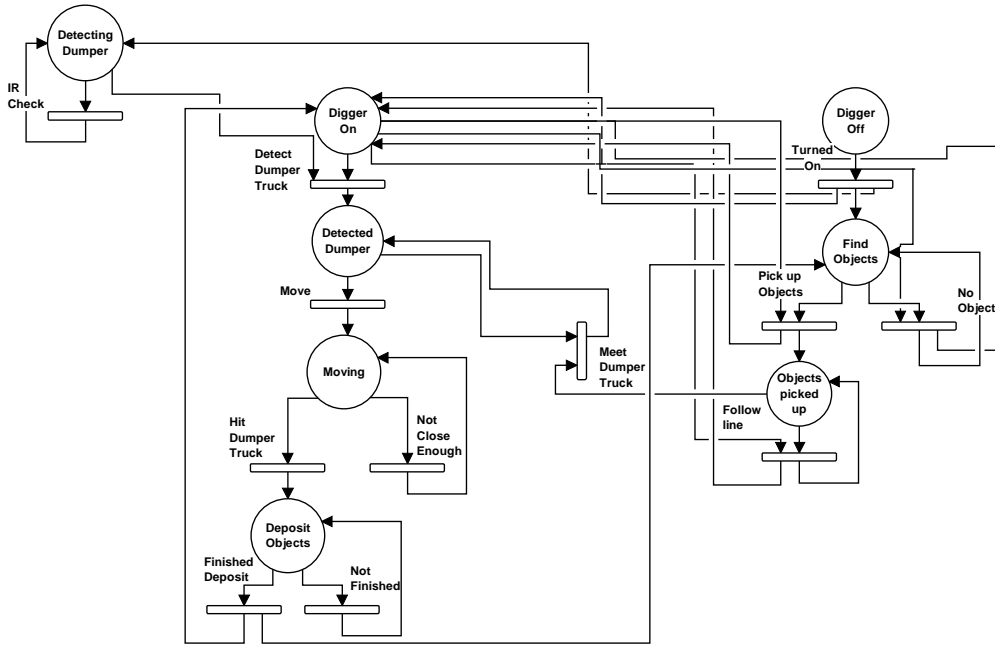 Detecting
Dumper
IR
Check
Digger
On
Digger
Off
Detect
Dumper
Truck
Turned
On
Detected
Dumper
Find
Objects
Move
Pick up
Objects
No
Object
Moving
Meet
Dumper
Truck
Objects
picked
up
Hit
Dumper
Truck
Not
Close
Enough
Follow
line
Deposit
Objects
Finished
Deposit
Not
Finished